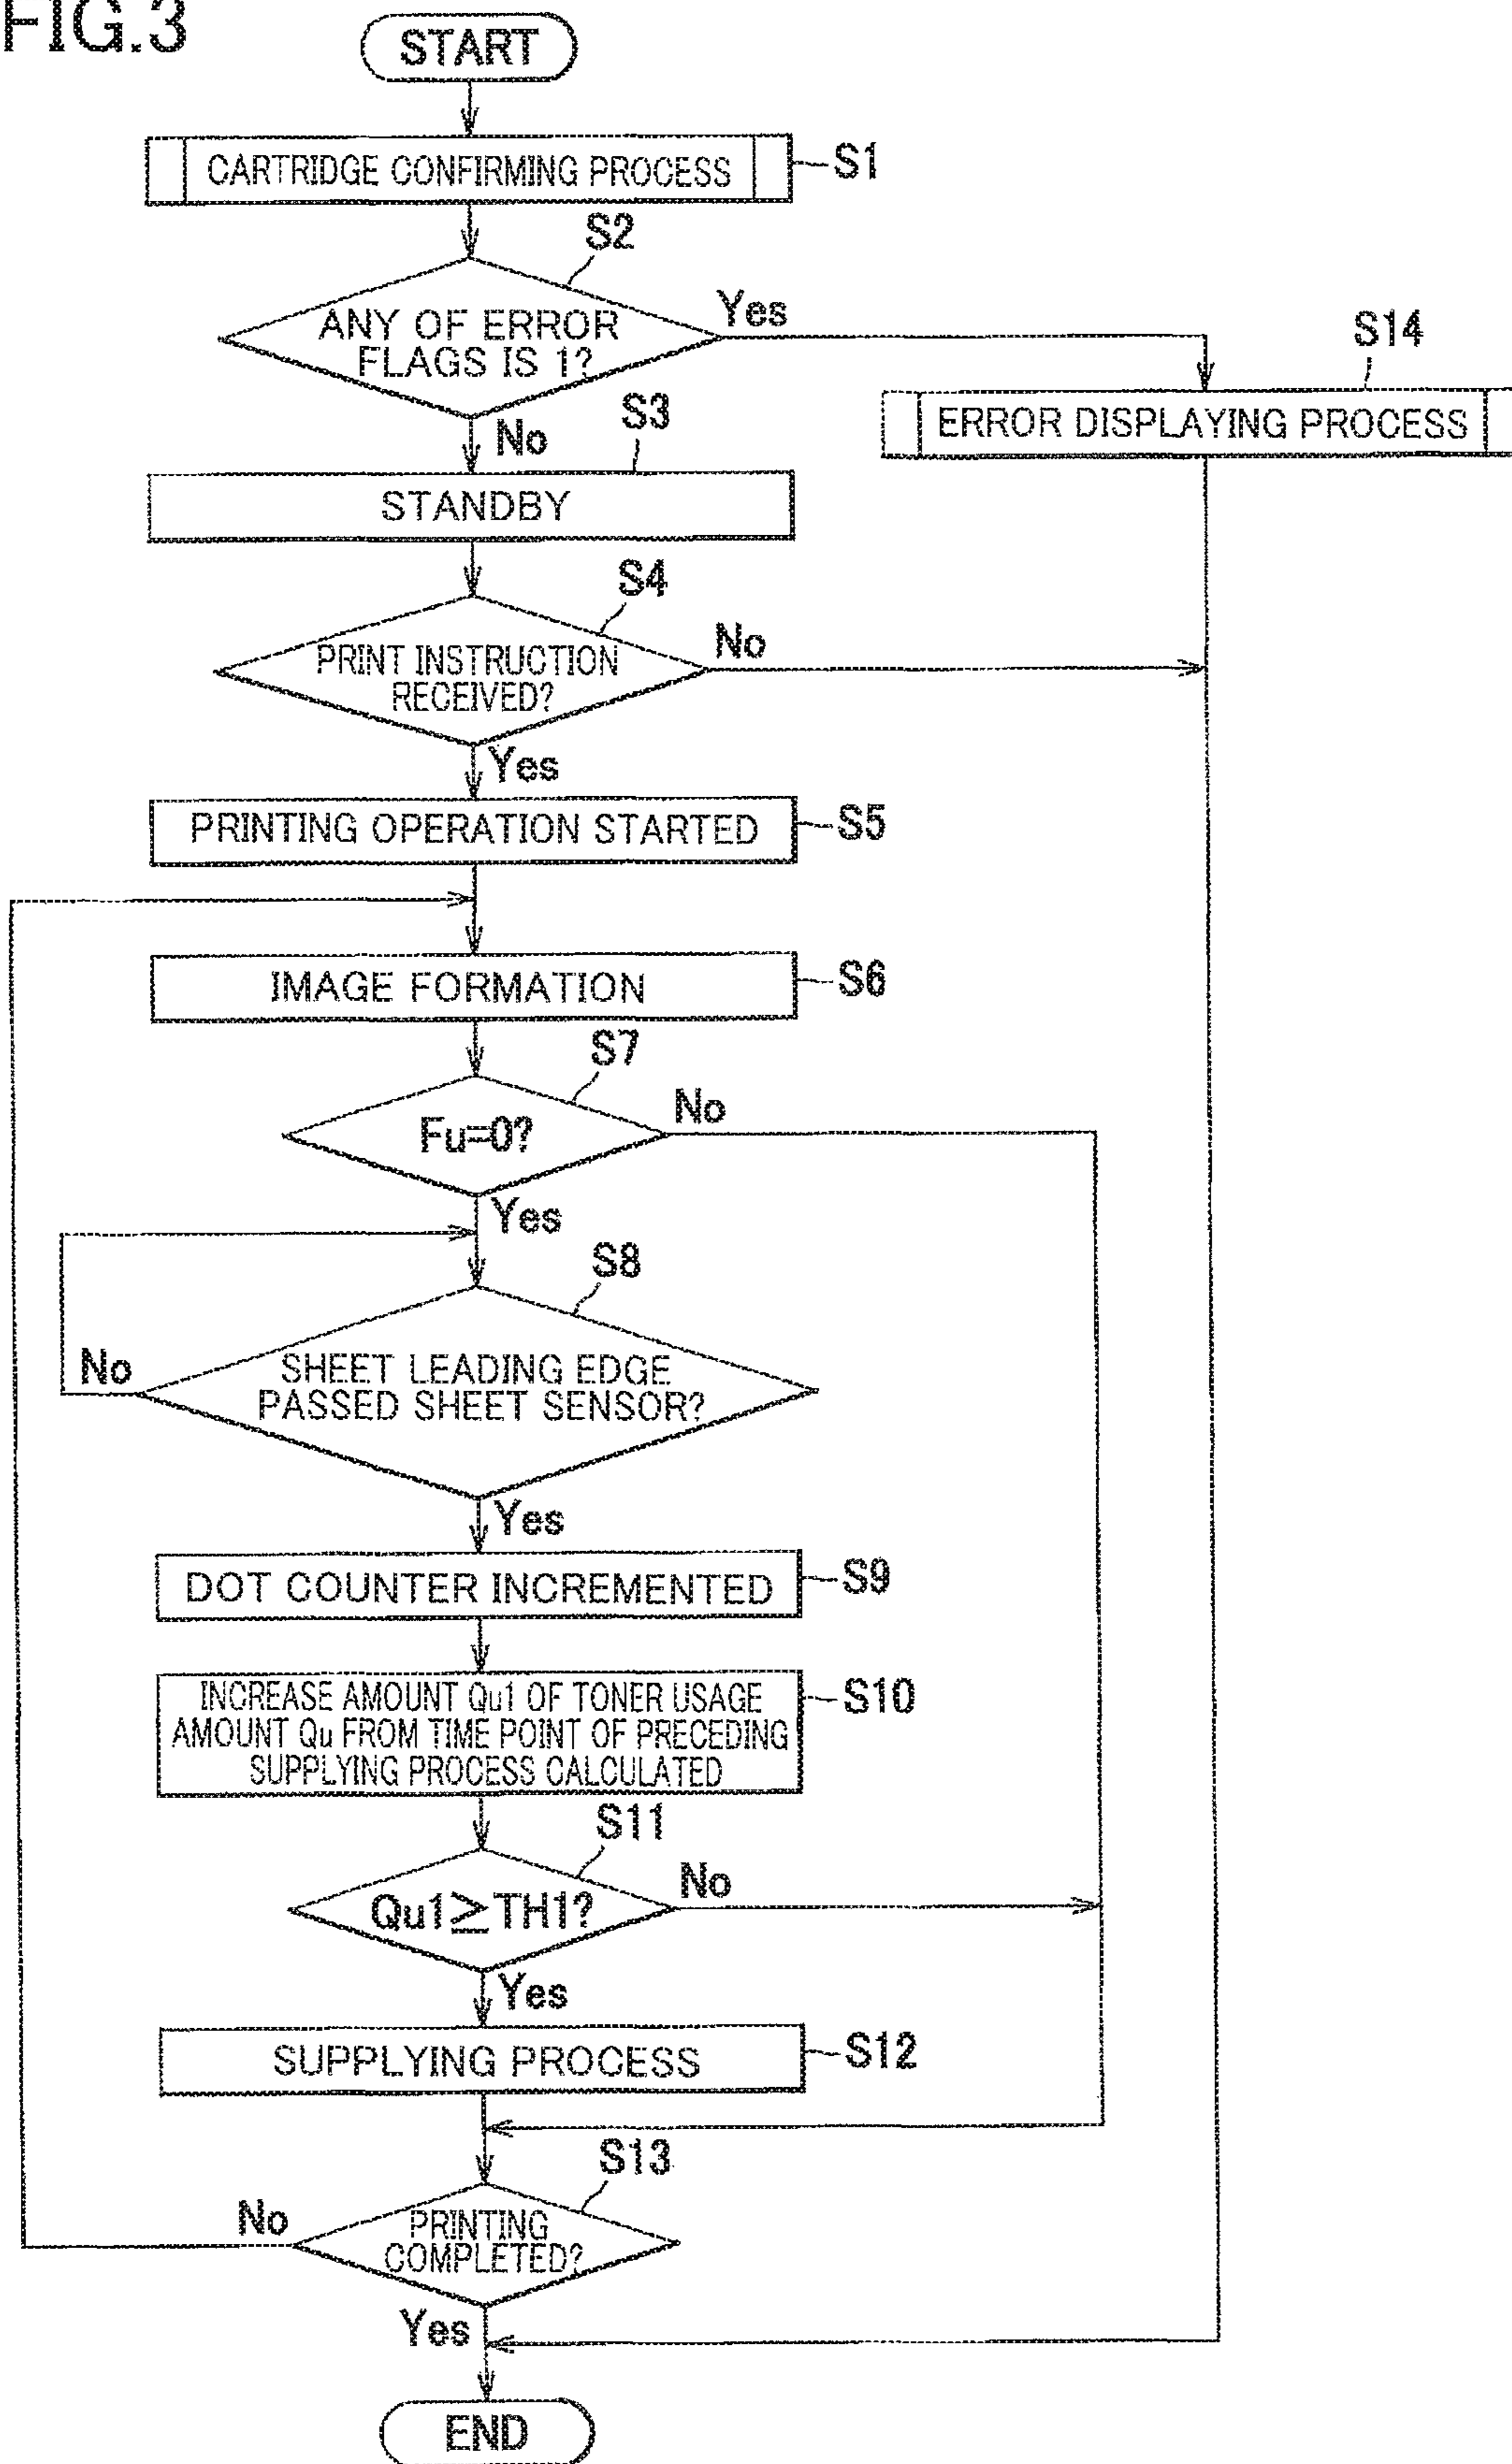 FIG.3
START
CARTRIDGE CONFIRMING PROCESS
S1
S2
ANY OF ERROR
FLAGS IS 1?
Yes
No
S14
ERROR DISPLAYING PROCESS
S3
STANDBY
S4
PRINT INSTRUCTION
RECEIVED?
No
Yes
PRINTING OPERATION STARTED
S5
IMAGE FORMATION
S6
S7
Fu=0?
No
Yes
S8
SHEET LEADING EDGE
PASSED SHEET SENSOR?
No
Yes
DOT COUNTER INCREMENTED
S9
INCREASE AMOUNT Qu1 OF TONER USAGE
AMOUNT Qu FROM TIME POINT OF PRECEDING
SUPPLYING PROCESS CALCULATED
S10
S11
Qu1≧TH1?
No
Yes
SUPPLYING PROCESS
S12
S13
PRINTING
COMPLETED?
No
Yes
END